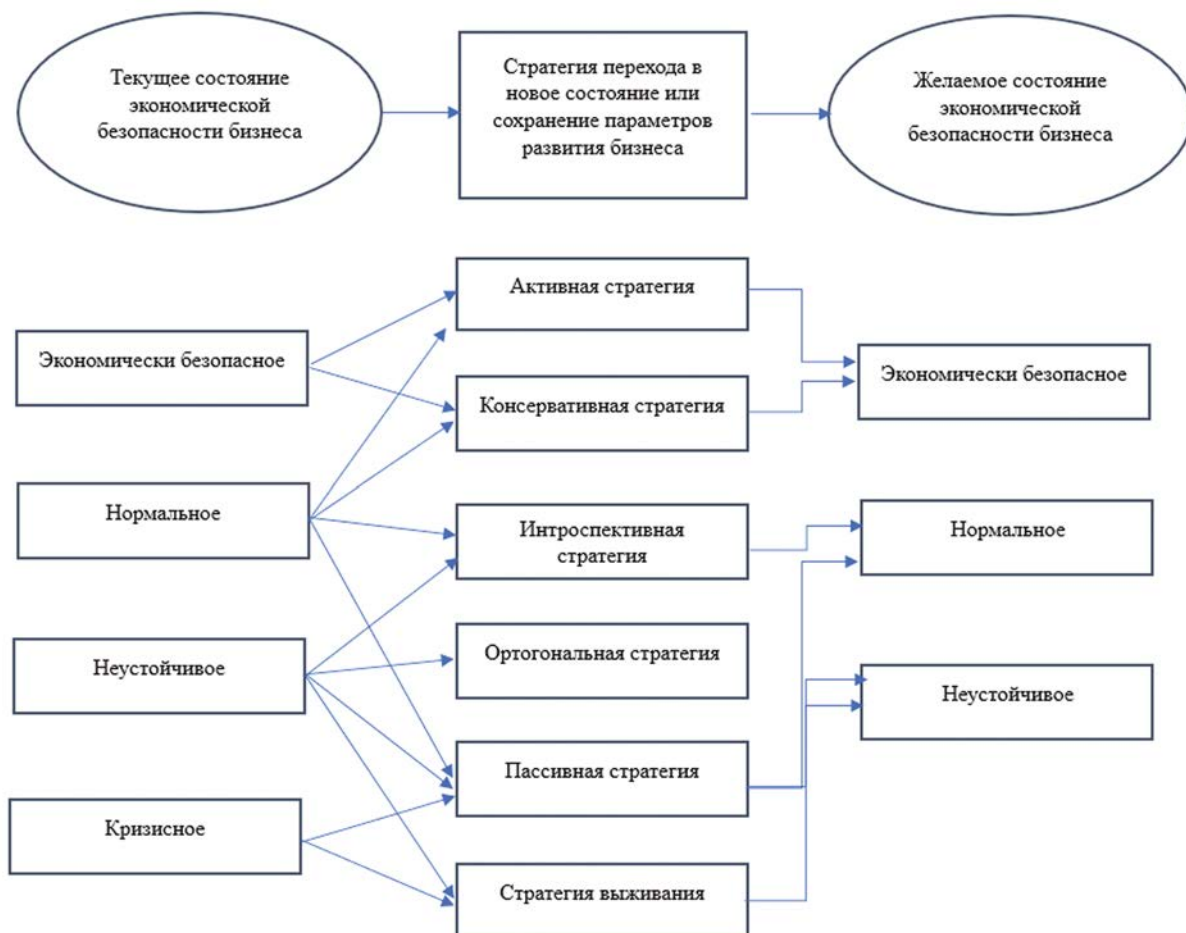 Текущее состояние
экономической
безопасности бизнеса
Стратегия перехода в
новое состояние или
сохранение параметров
развития бизнеса
Желаемое состояние
экономической
безопасности бизнеса
Экономически безопасное
Нормальное
Неустойчивое
Кризисное
Активная стратегия
Консервативная стратегия
Интроспективная
стратегия
Ортогональная стратегия
Пассивная стратегия
Стратегия выживания
Экономически безопасное
Нормальное
Неустойчивое